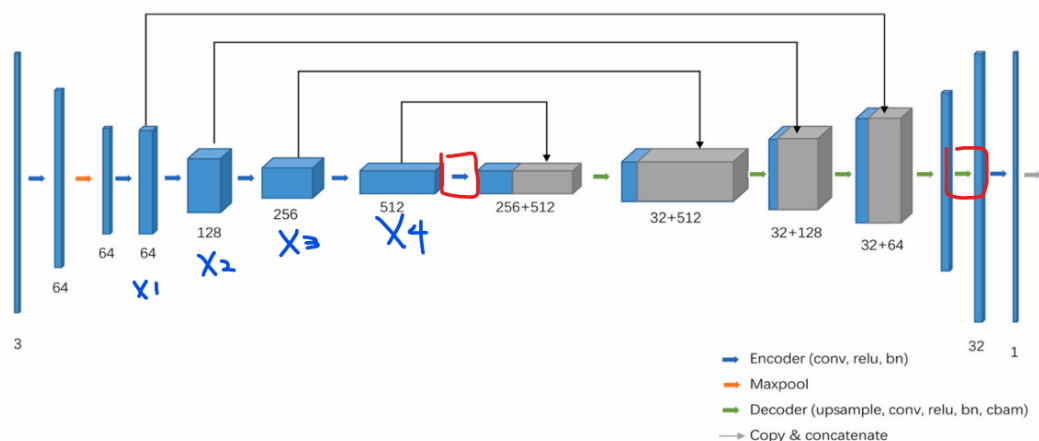 3
64
64
64
X1
128
X2
256
X3
512
X4
256+512
32+512
32+128
32+64
32
1
Encoder (conv, relu, bn)
Maxpool
Decoder (upsample, conv, relu, bn, cbam)
Copy & concatenate